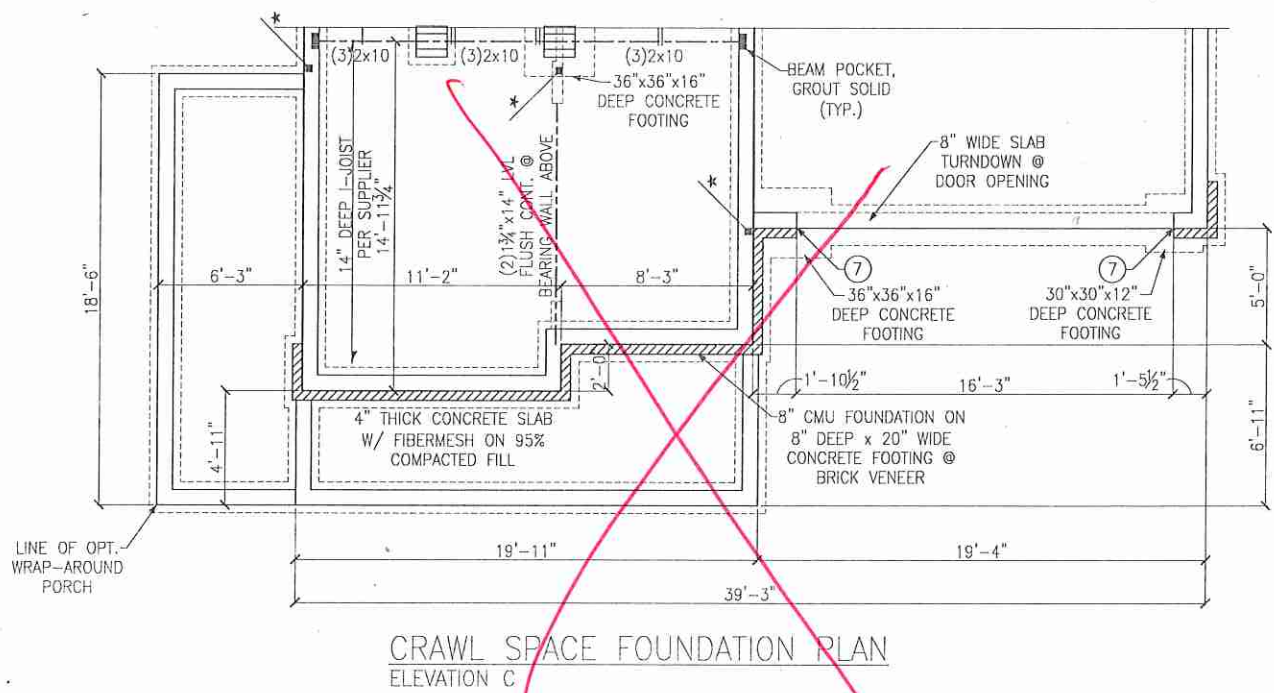 (3)2x10
(3)2x10
(3)2x10
*
*
*
36"x36"x16"
DEEP CONCRETE
FOOTING
BEAM POCKET,
GROUT SOLID
(TYP.)
8" WIDE SLAB
TURNDOWN @
DOOR OPENING
14" DEEP I-JOIST
PER SUPPLIER
14'-11¾"
(2)1¾"x14" LVL
FLUSH CONT. @
BEARING WALL ABOVE
18'-6"
6'-3"
11'-2"
8'-3"
7
7
36"x36"x16"
DEEP CONCRETE
FOOTING
30"x30"x12"
DEEP CONCRETE
FOOTING
5'-0"
2'-0"
1'-10½"
16'-3"
1'-5½"
4" THICK CONCRETE SLAB
W/ FIBERMESH ON 95%
COMPACTED FILL
8" CMU FOUNDATION ON
8" DEEP x 20" WIDE
CONCRETE FOOTING @
BRICK VENEER
4'-11"
6'-11"
LINE OF OPT.
WRAP-AROUND
PORCH
19'-11"
19'-4"
39'-3"
CRAWL SPACE FOUNDATION PLAN
ELEVATION C